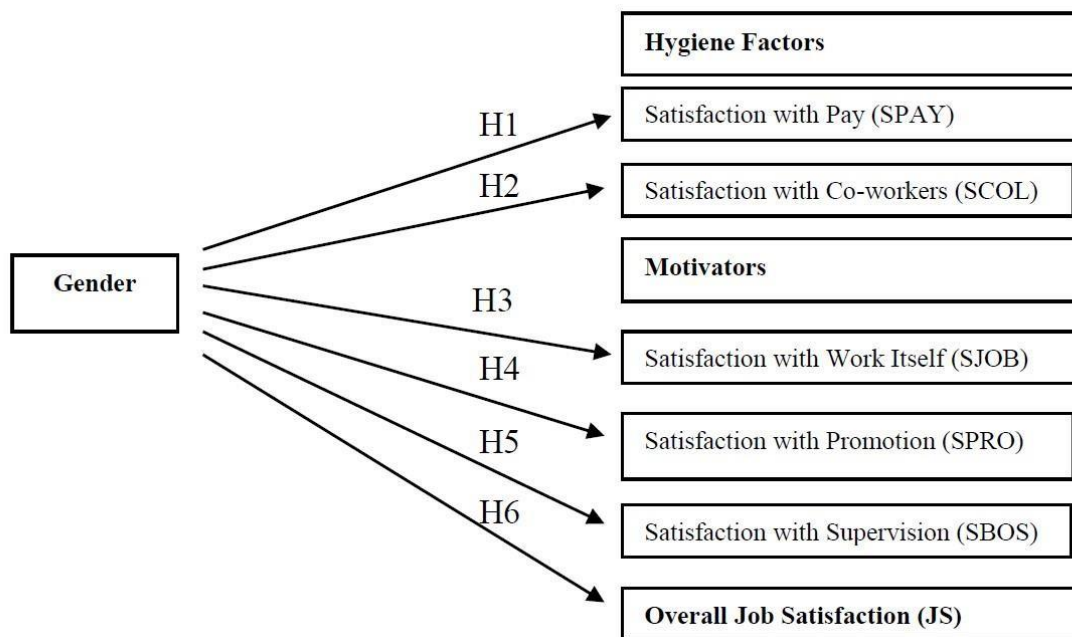 Hygiene Factors
H1
Satisfaction with Pay (SPAY)
H2
Satisfaction with Co-workers (SCOL)
Gender
Motivators
H3
Satisfaction with Work Itself (SJOB)
H4
Satisfaction with Promotion (SPRO)
H5
Satisfaction with Supervision (SBOS)
H6
Overall Job Satisfaction (JS)